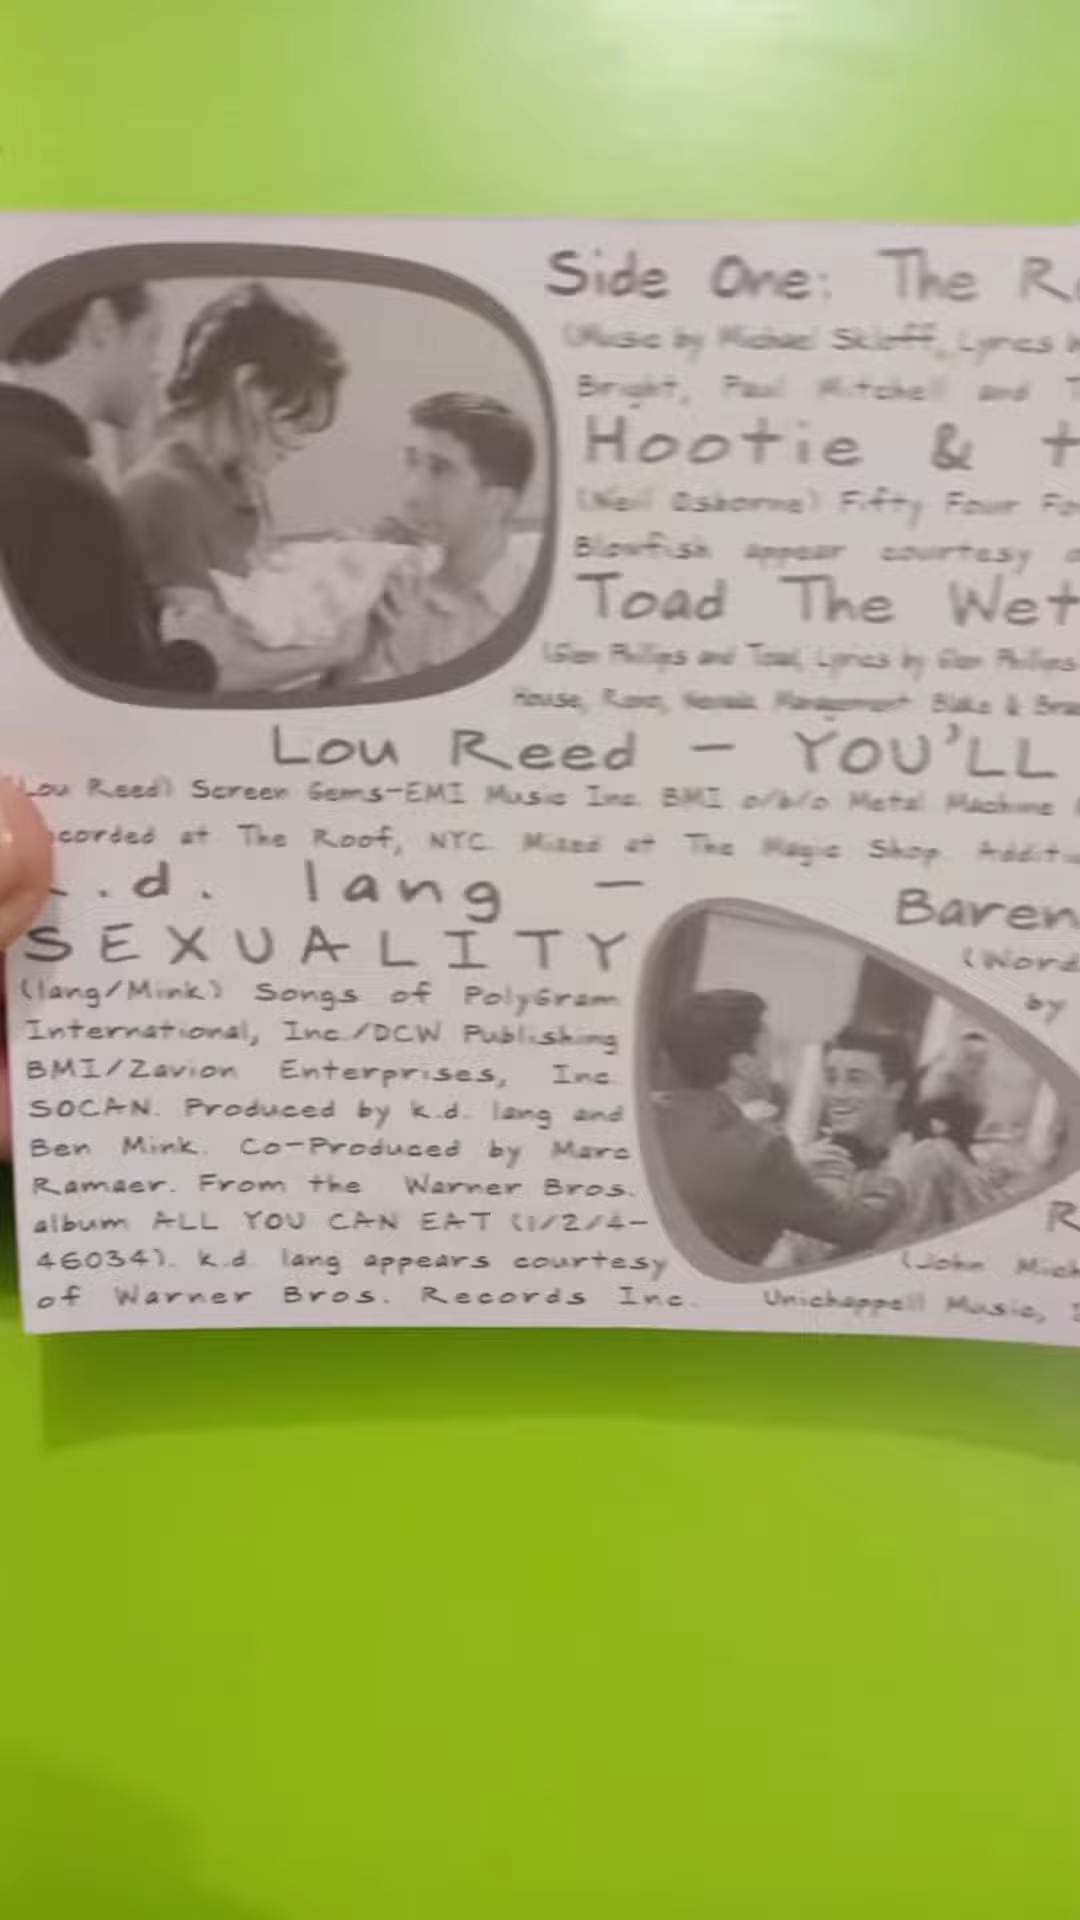 Side One: The R
(Music by Michael Skloff, Lyrics
Bright, Paul Mitchell and
Hootie & t
(Neil Osborne) Fifty Four
Blowfish appear courtesy
Toad The Wet
(Glen Phillips and Toad, Lyrics by Glen Phillips
House, Reno, Nevada Management Blake &
Lou Reed - YOU'LL
Lou Reed) Screen Gems-EMI Music Inc. BMI o/b/o Metal Machine
corded at The Roof, NYC. Mixed at The Magic Shop.
.d. lang -
SEXUALITY
(lang/Mink) Songs of PolyGram
International, Inc./DCW Publishing
BMI/Zavion Enterprises, Inc.
SOCAN. Produced by k.d. lang and
Ben Mink. Co-Produced by Marc
Ramaer. From the Warner Bros.
album ALL YOU CAN EAT (1/2/4-
46034). k.d. lang appears courtesy
of Warner Bros. Records Inc.
Baren
(Word
by
R
(John Mich
Unichappell Music,